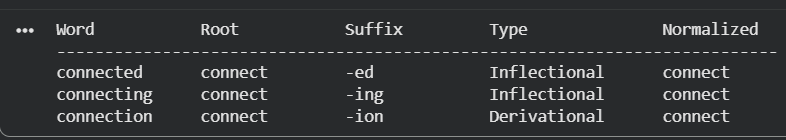 Word Root Suffix Type Normalized
---------------------------------------------------------------------------
connected connect -ed Inflectional connect
connecting connect -ing Inflectional connect
connection connect -ion Derivational connect